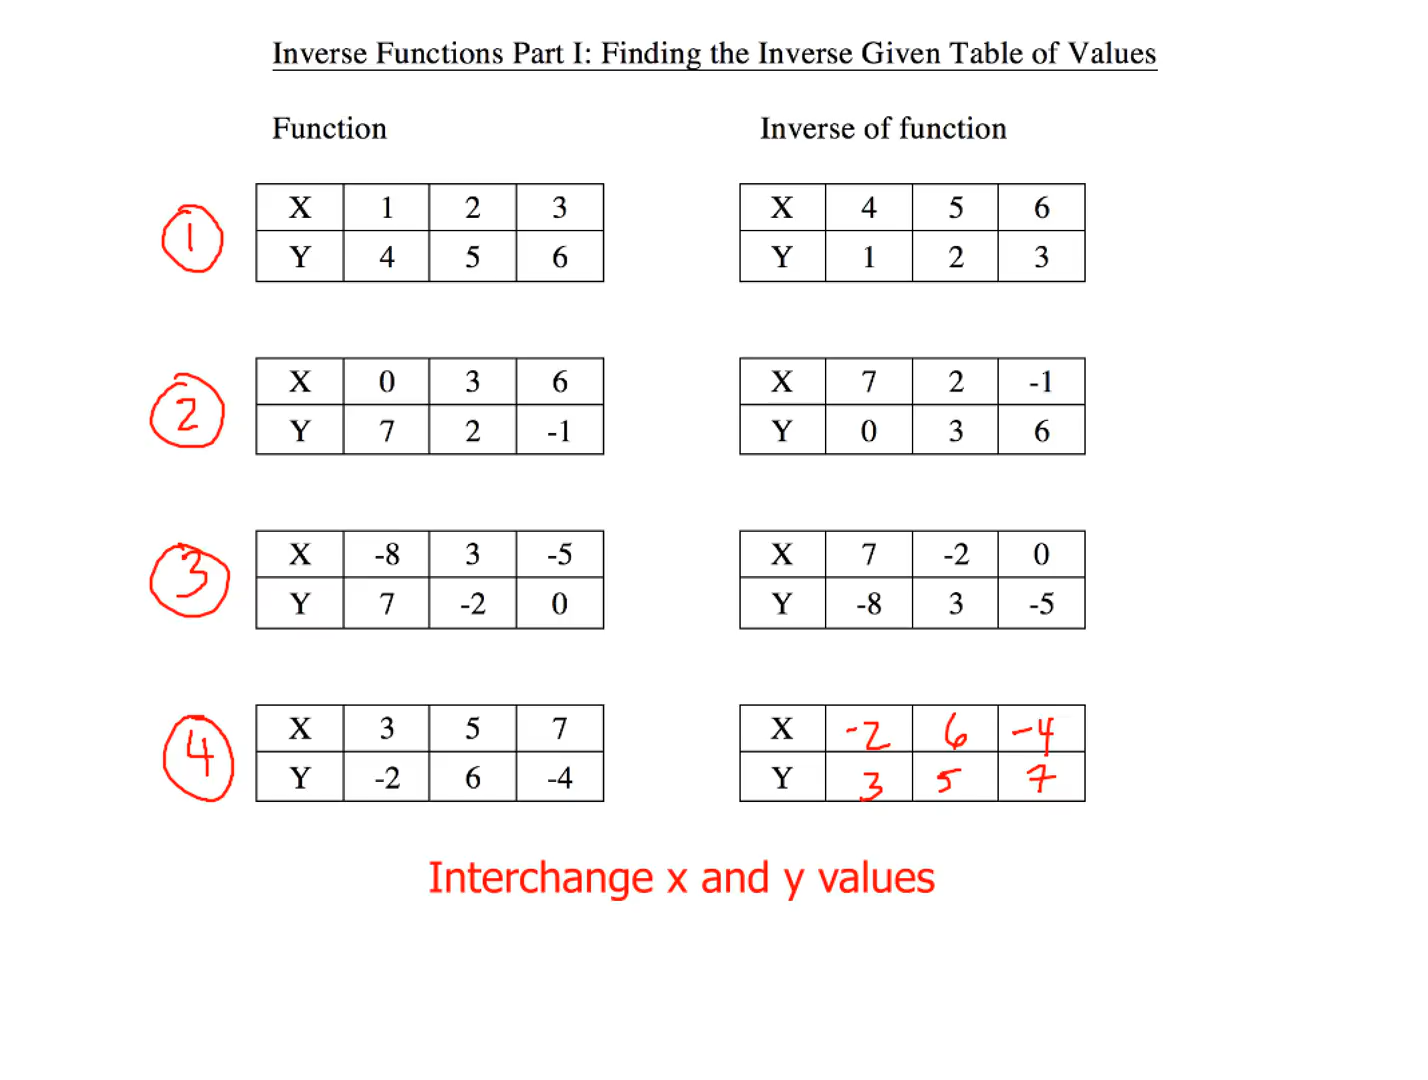 Inverse Functions Part I: Finding the Inverse Given Table of Values
Function Inverse of function
1
X 1 2 3 X 4 5 6
Y 4 5 6 Y 1 2 3
2
X 0 3 6 X 7 2 -1
Y 7 2 -1 Y 0 3 6
3
X -8 3 -5 X 7 -2 0
Y 7 -2 0 Y -8 3 -5
4
X 3 5 7 X -2 6 -4
Y -2 6 -4 Y 3 5 7
Interchange x and y values